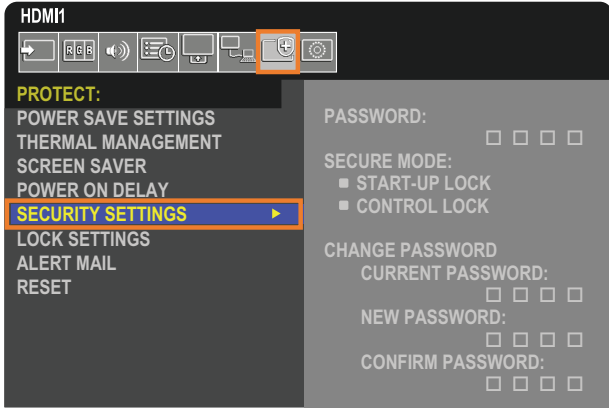 HDMI1
RGB
PROTECT:
POWER SAVE SETTINGS
THERMAL MANAGEMENT
SCREEN SAVER
POWER ON DELAY
SECURITY SETTINGS
LOCK SETTINGS
ALERT MAIL
RESET
PASSWORD:
SECURE MODE:
START-UP LOCK
CONTROL LOCK
CHANGE PASSWORD
CURRENT PASSWORD:
NEW PASSWORD:
CONFIRM PASSWORD: